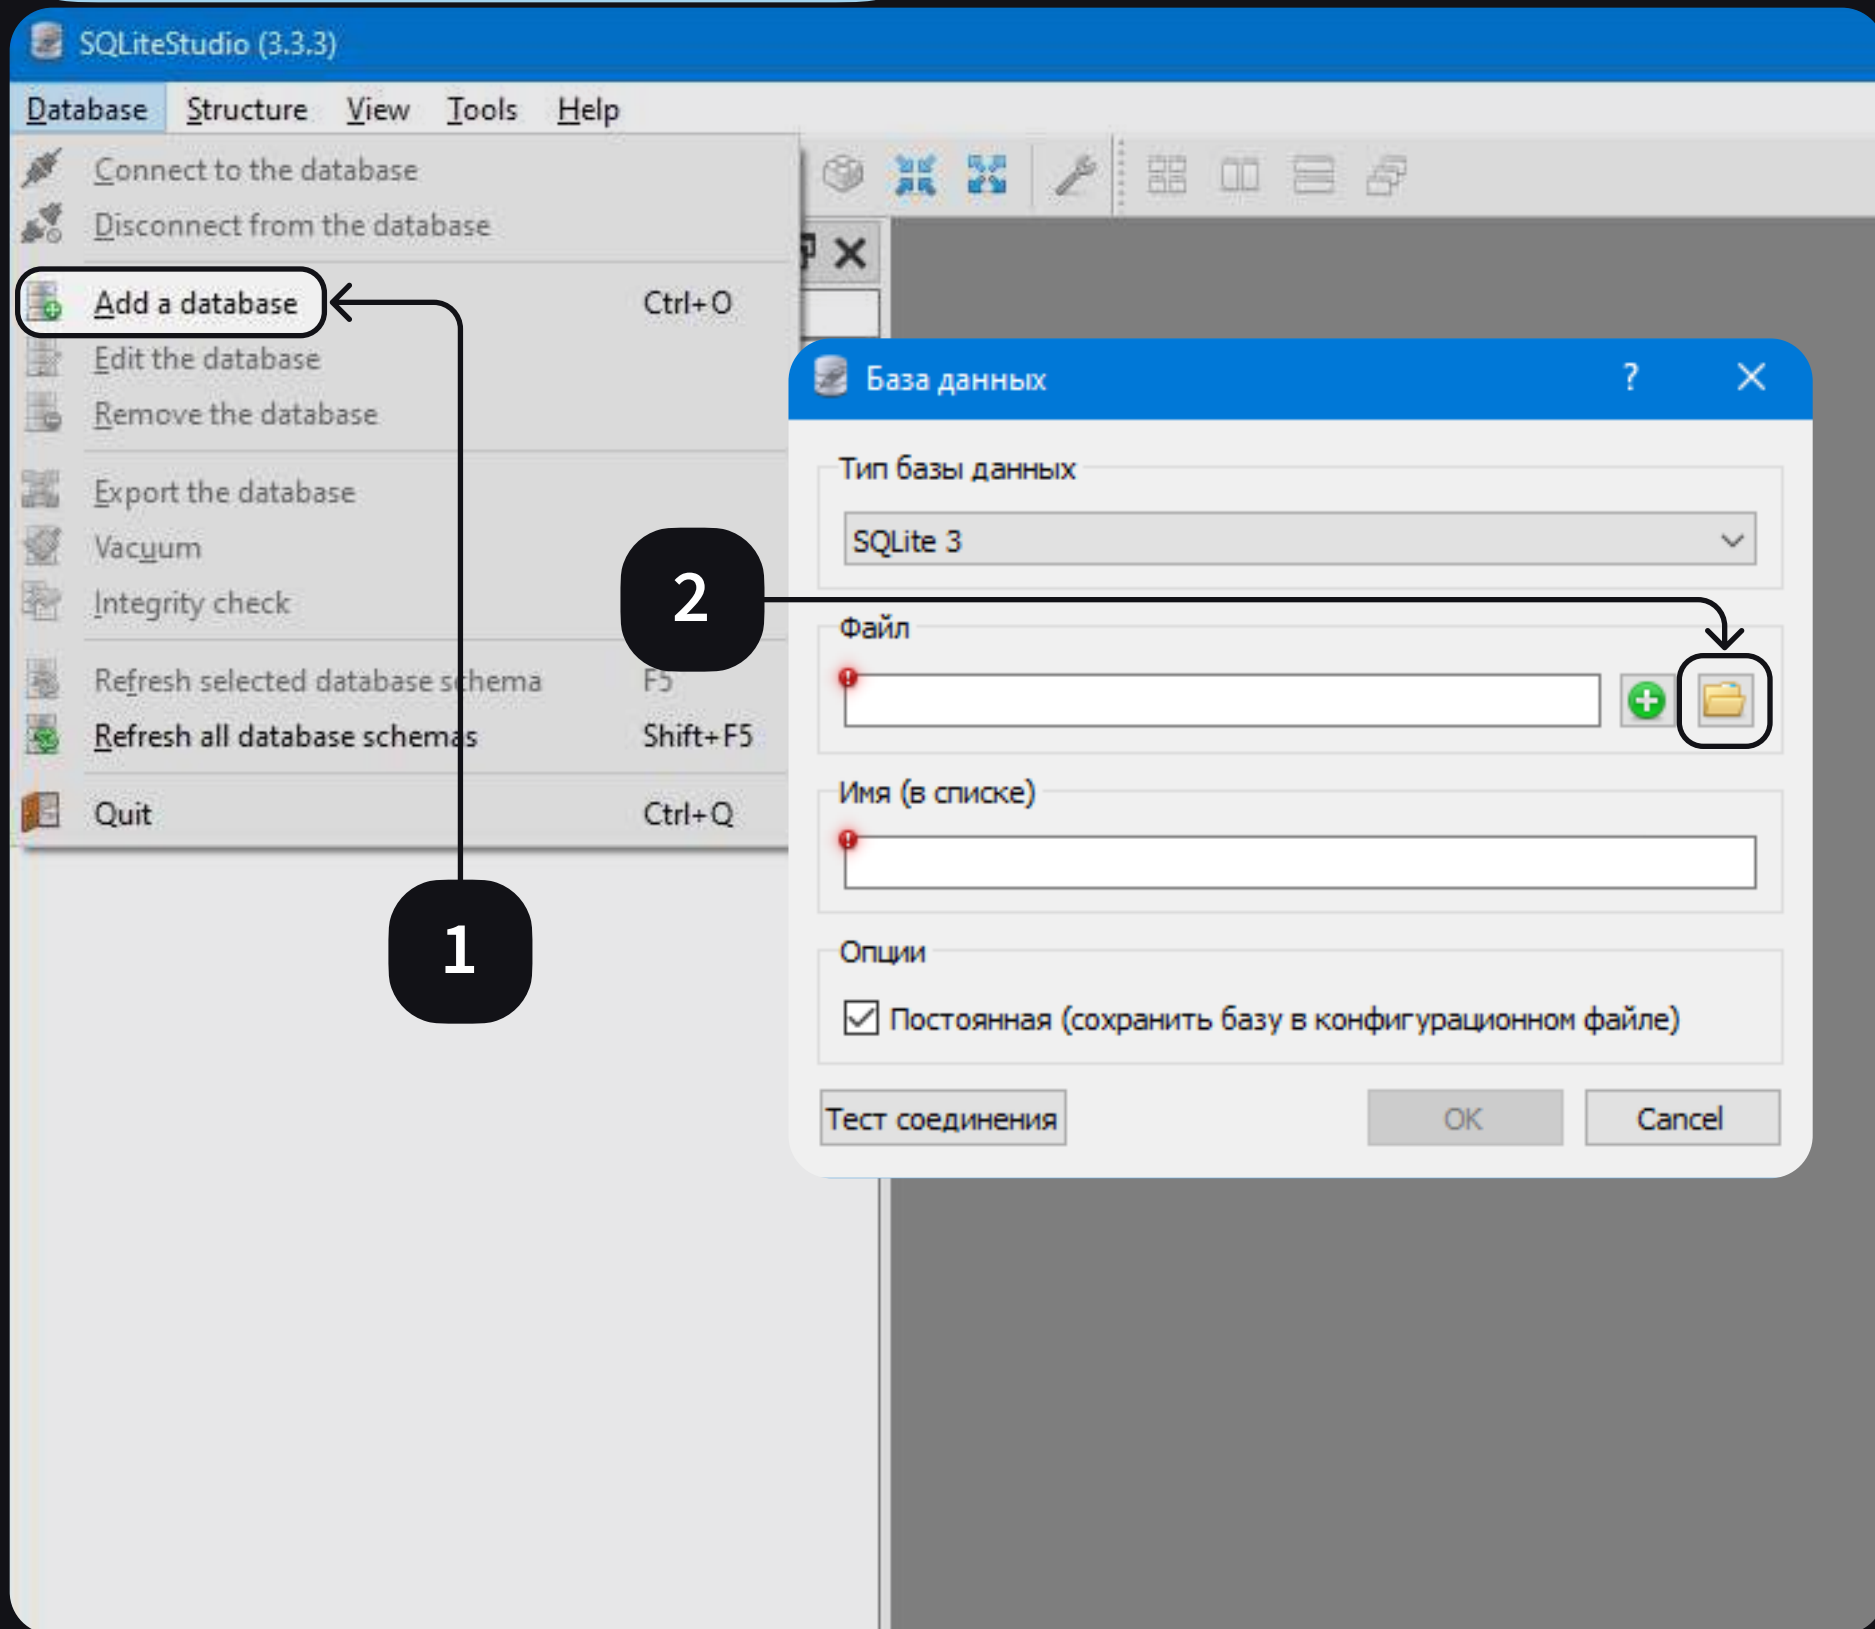 SQLiteStudio (3.3.3)
Database Structure View Tools Help
Connect to the database
Disconnect from the database
Add a database Ctrl+O
Edit the database
Remove the database
Export the database
Vacuum
Integrity check
Refresh selected database schema F5
Refresh all database schemas Shift+F5
Quit Ctrl+Q
1
2
База данных ?
Тип базы данных
SQLite 3
Файл
Имя (в списке)
Опции
Постоянная (сохранить базу в конфигурационном файле)
Тест соединения OK Cancel